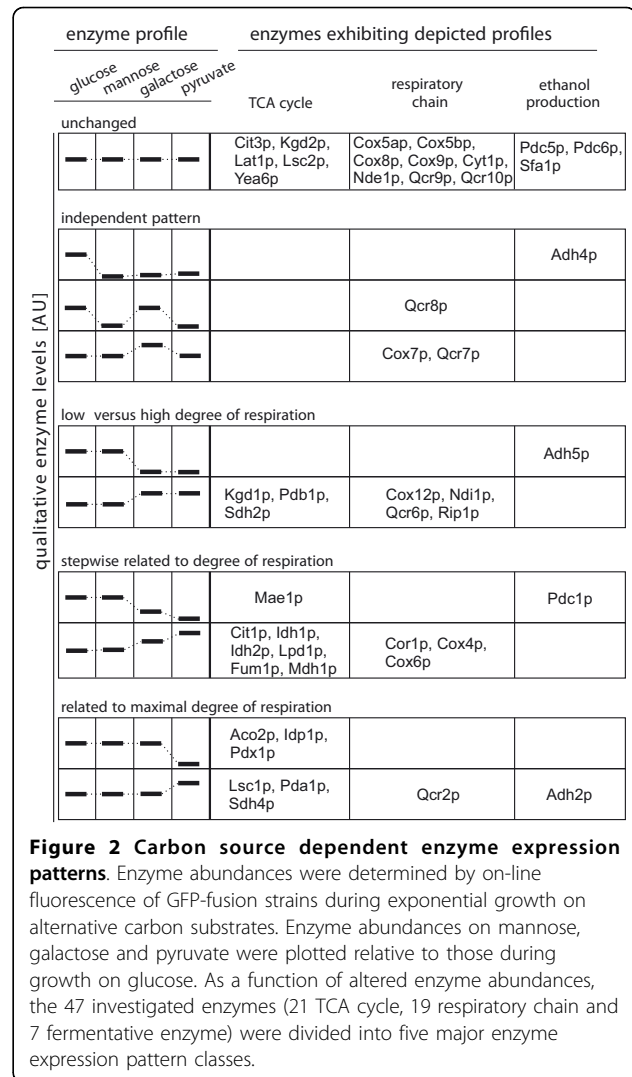 enzyme profile
enzymes exhibiting depicted profiles
glucose
mannose
galactose
pyruvate
TCA cycle
respiratory
chain
ethanol
production
qualitative enzyme levels [AU]
unchanged
Cit3p, Kgd2p,
Lat1p, Lsc2p,
Yea6p
Cox5ap, Cox5bp,
Cox8p, Cox9p, Cyt1p,
Nde1p, Qcr9p, Qcr10p
Pdc5p, Pdc6p,
Sfa1p
independent pattern
Adh4p
Qcr8p
Cox7p, Qcr7p
low versus high degree of respiration
Adh5p
Kgd1p, Pdb1p,
Sdh2p
Cox12p, Ndi1p,
Qcr6p, Rip1p
stepwise related to degree of respiration
Mae1p
Pdc1p
Cit1p, Idh1p,
Idh2p, Lpd1p,
Fum1p, Mdh1p
Cor1p, Cox4p,
Cox6p
related to maximal degree of respiration
Aco2p, Idp1p,
Pdx1p
Lsc1p, Pda1p,
Sdh4p
Qcr2p
Adh2p
Figure 2 Carbon source dependent enzyme expression
patterns. Enzyme abundances were determined by on-line
fluorescence of GFP-fusion strains during exponential growth on
alternative carbon substrates. Enzyme abundances on mannose,
galactose and pyruvate were plotted relative to those during
growth on glucose. As a function of altered enzyme abundances,
the 47 investigated enzymes (21 TCA cycle, 19 respiratory chain and
7 fermentative enzyme) were divided into five major enzyme
expression pattern classes.